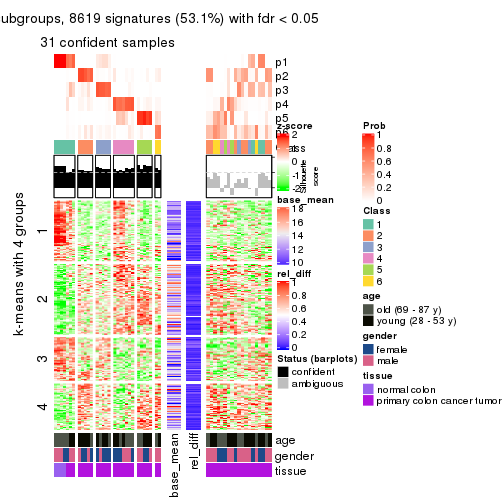 ubgroups, 8619 signatures (53.1%) with fdr < 0.05
31 confident samples
p1
p2
p3
p4
p5
z-score
2
0
-2
Silhouette
score
base_mean
18
16
14
12
10
rel_diff
1
0.8
0.6
0.4
0.2
0
Status (barplots)
confident
ambiguous
Prob
1
0.8
0.6
0.4
0.2
0
Class
1
2
3
4
5
6
age
old (69 - 87 y)
young (28 - 53 y)
gender
female
male
tissue
normal colon
primary colon cancer tumor
k-means with 4 groups
1
2
3
4
age
gender
tissue
base_mean
rel_diff